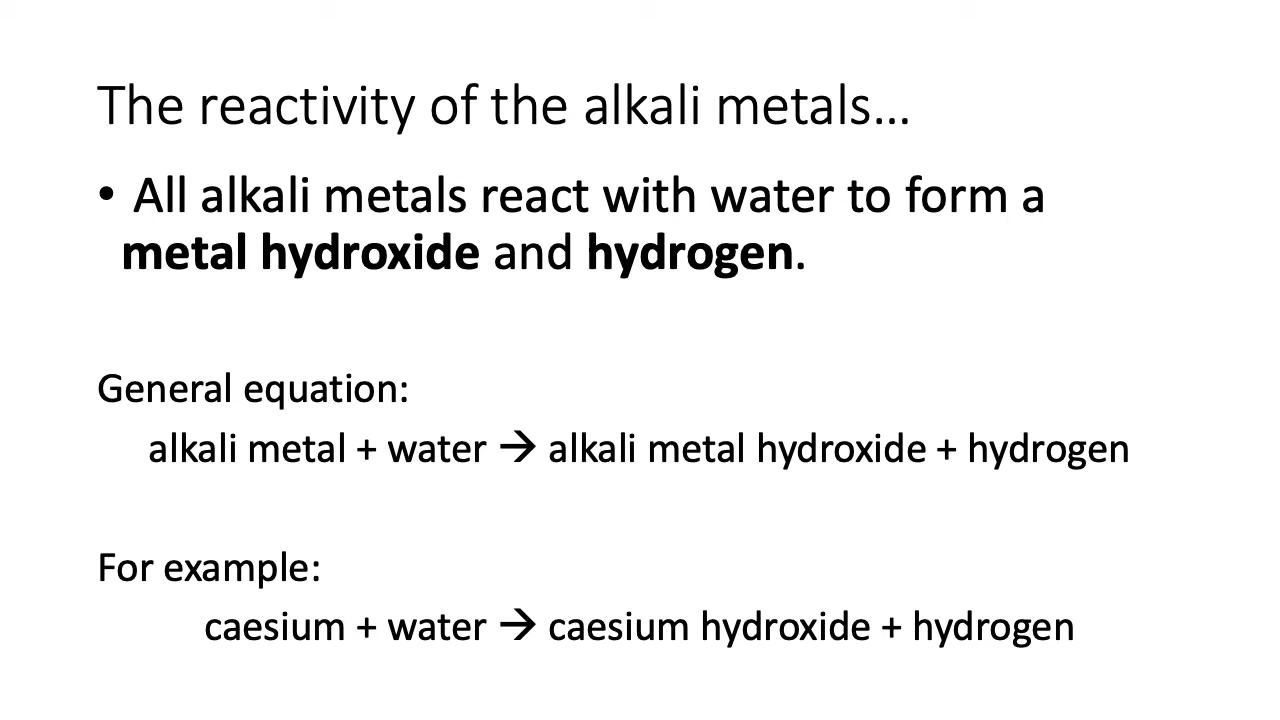 The reactivity of the alkali metals…
• All alkali metals react with water to form a
metal hydroxide and hydrogen.
General equation:
alkali metal + water → alkali metal hydroxide + hydrogen
For example:
caesium + water → caesium hydroxide + hydrogen